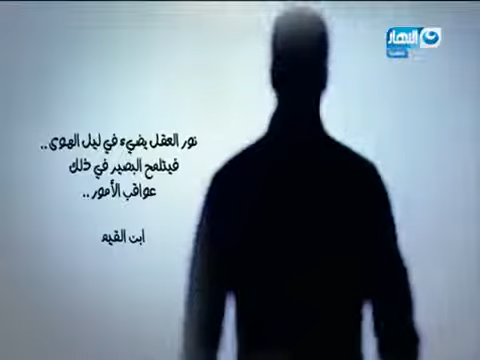 النهار
نور العقل يضيء في ليل الهوى ..
فيتلمح البصير في ذلك
عواقب الأمور ..
ابن القيم